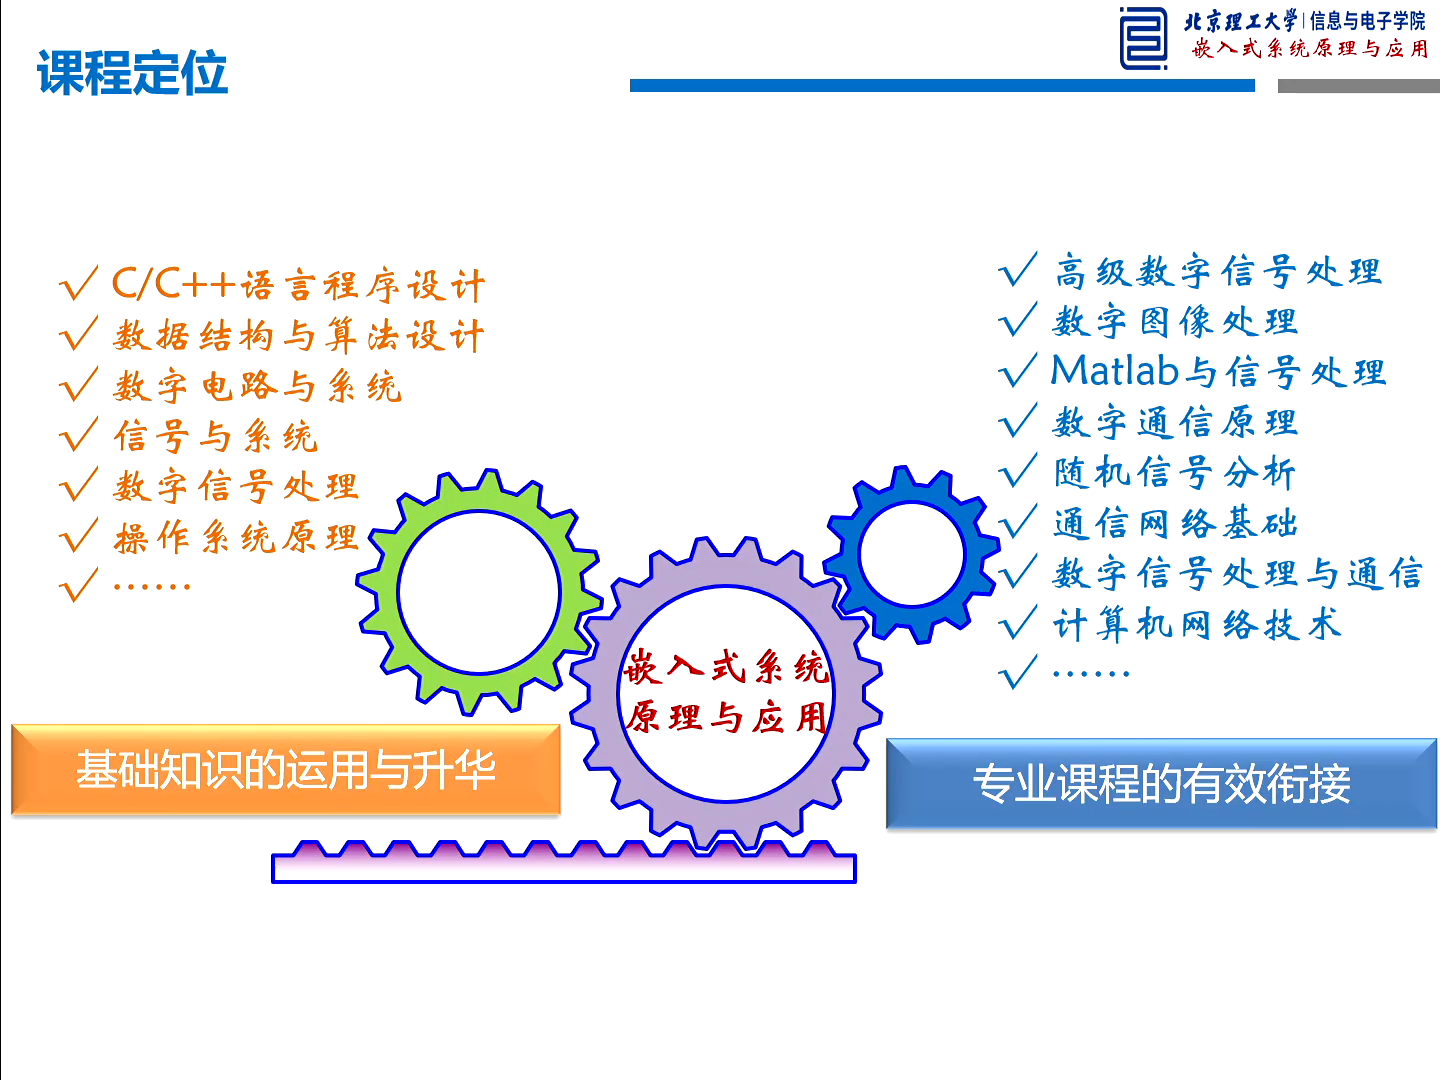 北京理工大学|信息与电子学院
嵌入式系统原理与应用
课程定位
√ C/C++语言程序设计
√ 数据结构与算法设计
√ 数字电路与系统
√ 信号与系统
√ 数字信号处理
√ 操作系统原理
√ ……
√ 高级数字信号处理
√ 数字图像处理
√ Matlab与信号处理
√ 数字通信原理
√ 随机信号分析
√ 通信网络基础
√ 数字信号处理与通信
√ 计算机网络技术
√ ……
嵌入式系统
原理与应用
基础知识的运用与升华
专业课程的有效衔接